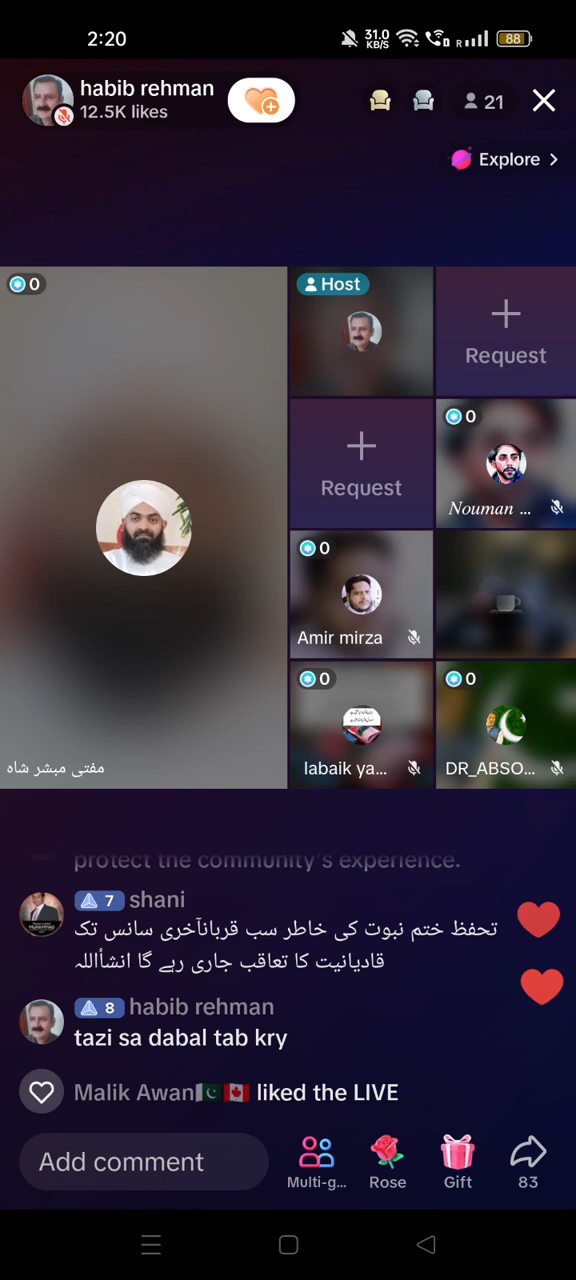 2:20
31.0
KB/S
R
88
habib rehman
12.5K likes
21
Explore
0
Host
Request
Request
0
Nouman ...
0
Amir mirza
0
labaik ya...
0
DR_ABSO...
مفتی مبشر شاہ
protect the community's experience.
7 shani
تحفظ ختم نبوت کی خاطر سب قربانآخری سانس تک
قادیانیت کا تعاقب جاری رہے گا انشأاللہ
8 habib rehman
tazi sa dabal tab kry
Malik Awan🇵🇰🇨🇦 liked the LIVE
Add comment
Multi-g...
Rose
Gift
83